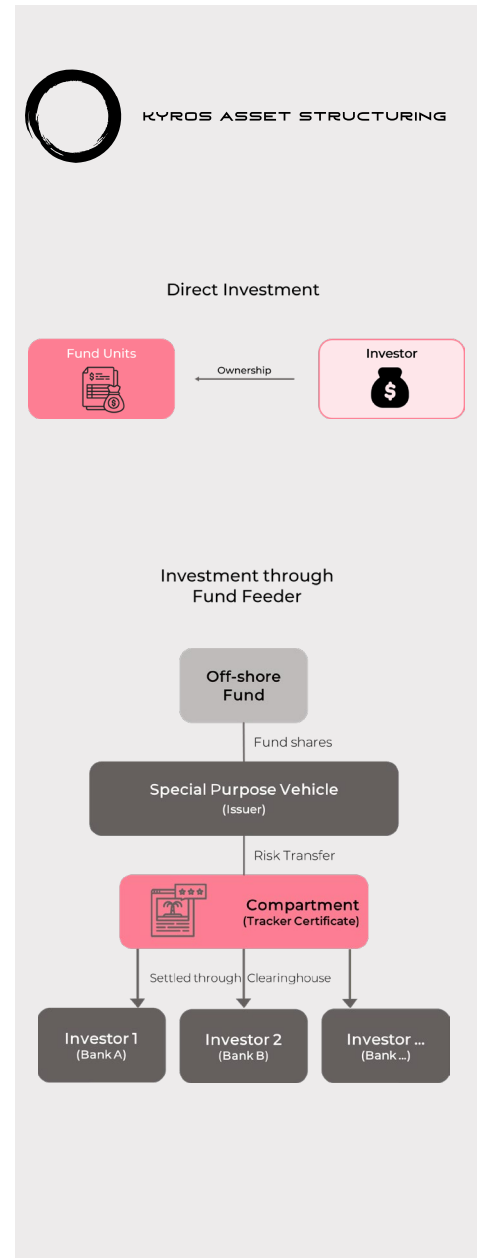 KYROS ASSET STRUCTURING
Direct Investment
Fund Units
Ownership
Investor
Investment through
Fund Feeder
Off-shore
Fund
Fund shares
Special Purpose Vehicle
(Issuer)
Risk Transfer
Compartment
(Tracker Certificate)
Settled through Clearinghouse
Investor 1
(Bank A)
Investor 2
(Bank B)
Investor ...
(Bank ...)